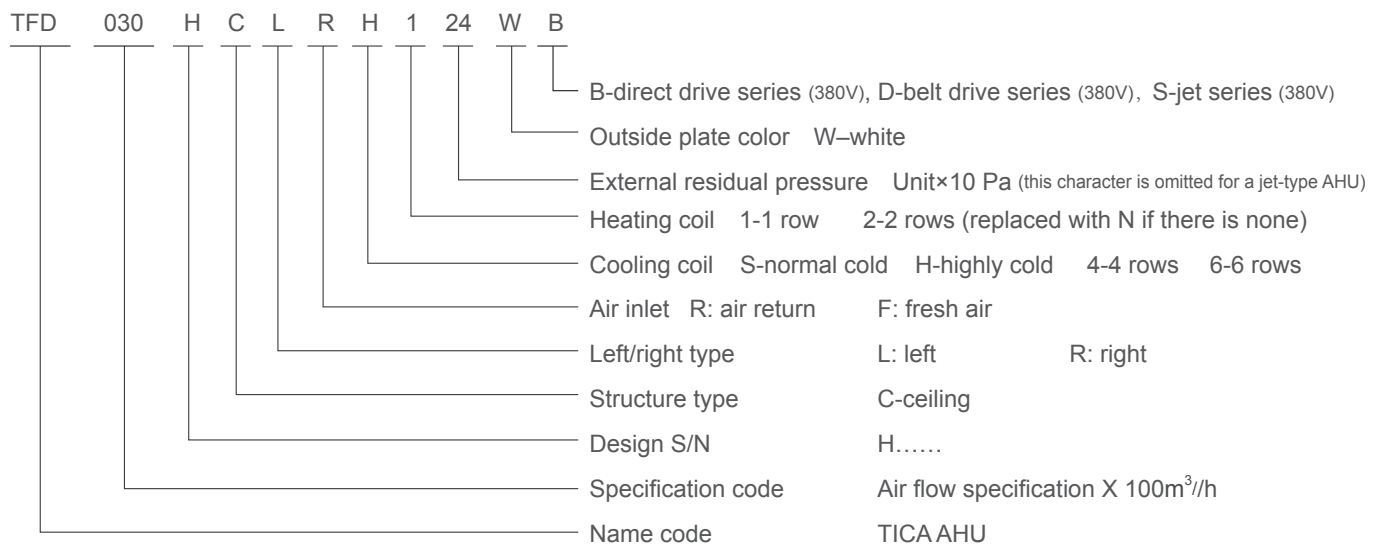 TFD 030 H C L R H 1 24 W B
B-direct drive series (380V), D-belt drive series (380V), S-jet series (380V)
Outside plate color W–white
External residual pressure Unit×10 Pa (this character is omitted for a jet-type AHU)
Heating coil 1-1 row 2-2 rows (replaced with N if there is none)
Cooling coil S-normal cold H-highly cold 4-4 rows 6-6 rows
Air inlet R: air return F: fresh air
Left/right type L: left R: right
Structure type C-ceiling
Design S/N H……
Specification code Air flow specification X 100m³//h
Name code TICA AHU